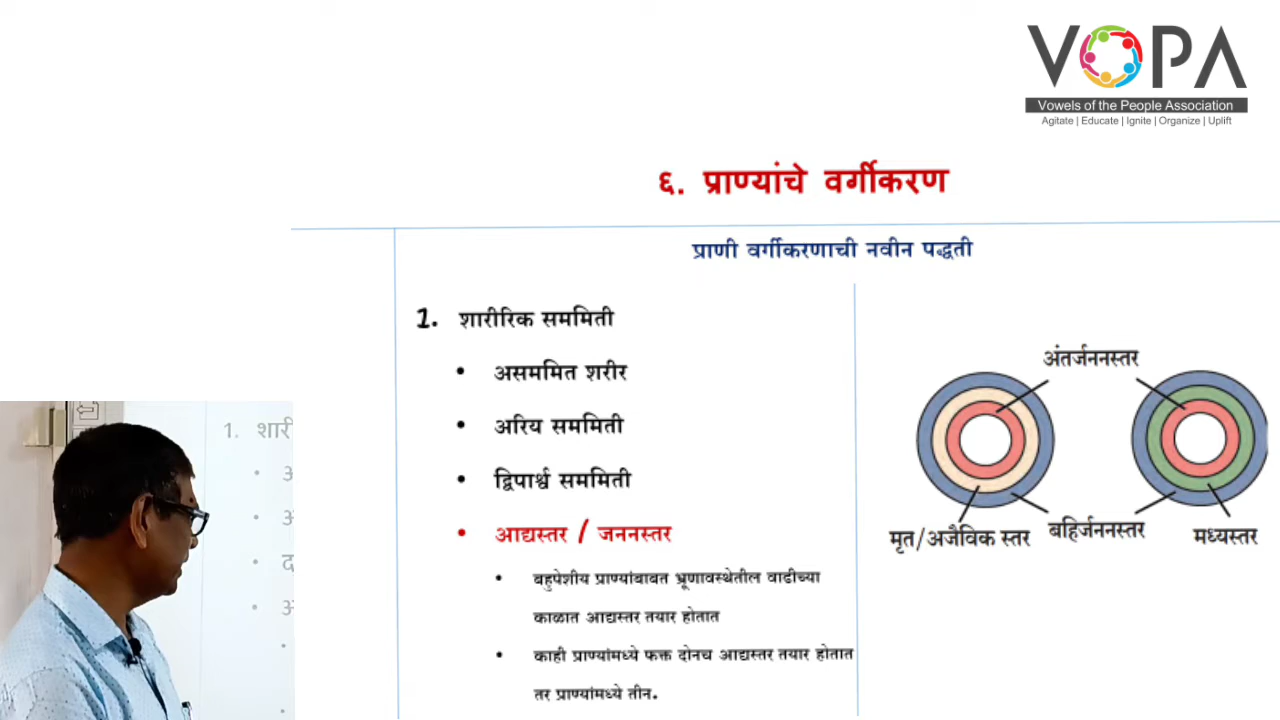 VOPA
Vowels of the People Association
Agitate | Educate | Ignite | Organize | Uplift
६. प्राण्यांचे वर्गीकरण
प्राणी वर्गीकरणाची नवीन पद्धती
1. शारीरिक सममिती
• असममित शरीर
• अरिय सममिती
• द्विपार्श्व सममिती
• आद्यस्तर / जननस्तर
• बहुपेशीय प्राण्यांबाबत भ्रूणावस्थेतील वाढीच्या
काळात आद्यस्तर तयार होतात
• काही प्राण्यांमध्ये फक्त दोनच आद्यस्तर तयार होतात
तर प्राण्यांमध्ये तीन.
अंतर्जननस्तर
मृत/अजैविक स्तर
बहिर्जननस्तर
मध्यस्तर
1. शारी